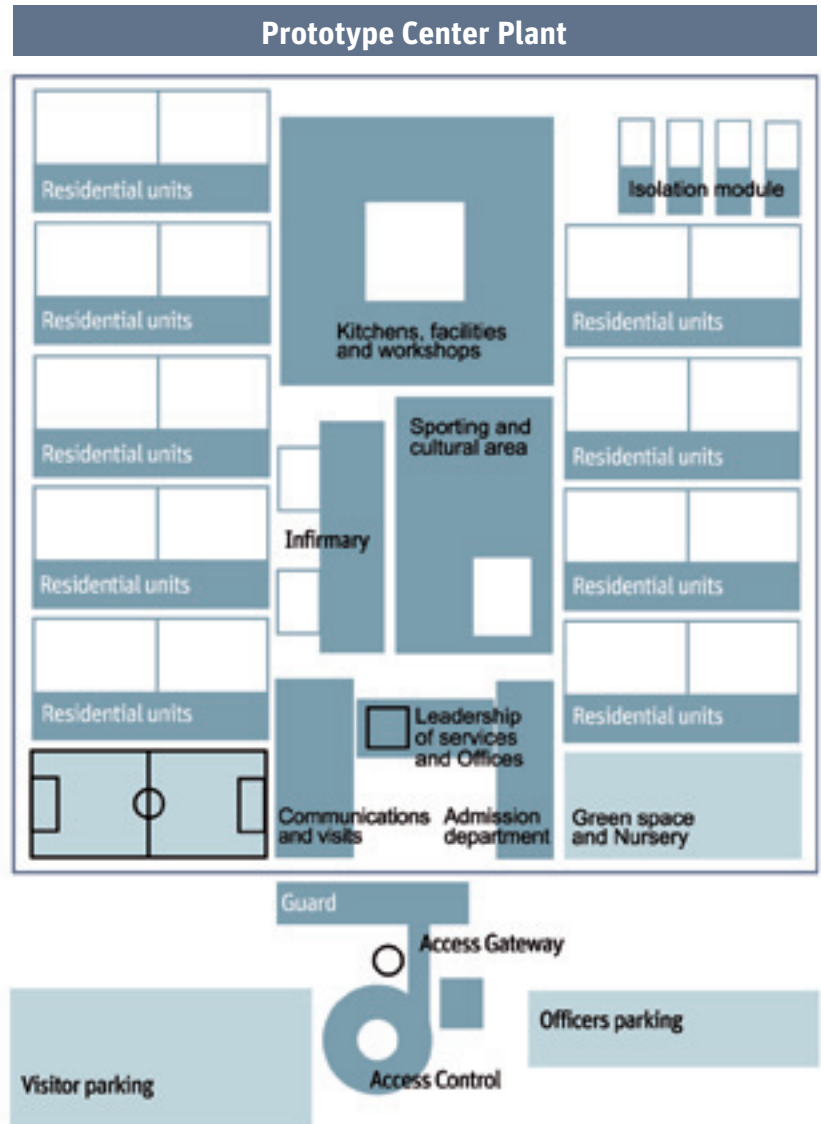 Prototype Center Plant
Residential units
Isolation module
Residential units
Residential units
Kitchens, facilities
and workshops
Residential units
Residential units
Sporting and
cultural area
Residential units
Infirmary
Residential units
Residential units
Residential units
Residential units
Leadership
of services
and Offices
Communications
and visits
Admission
department
Green space
and Nursery
Guard
Access Gateway
Officers parking
Visitor parking
Access Control